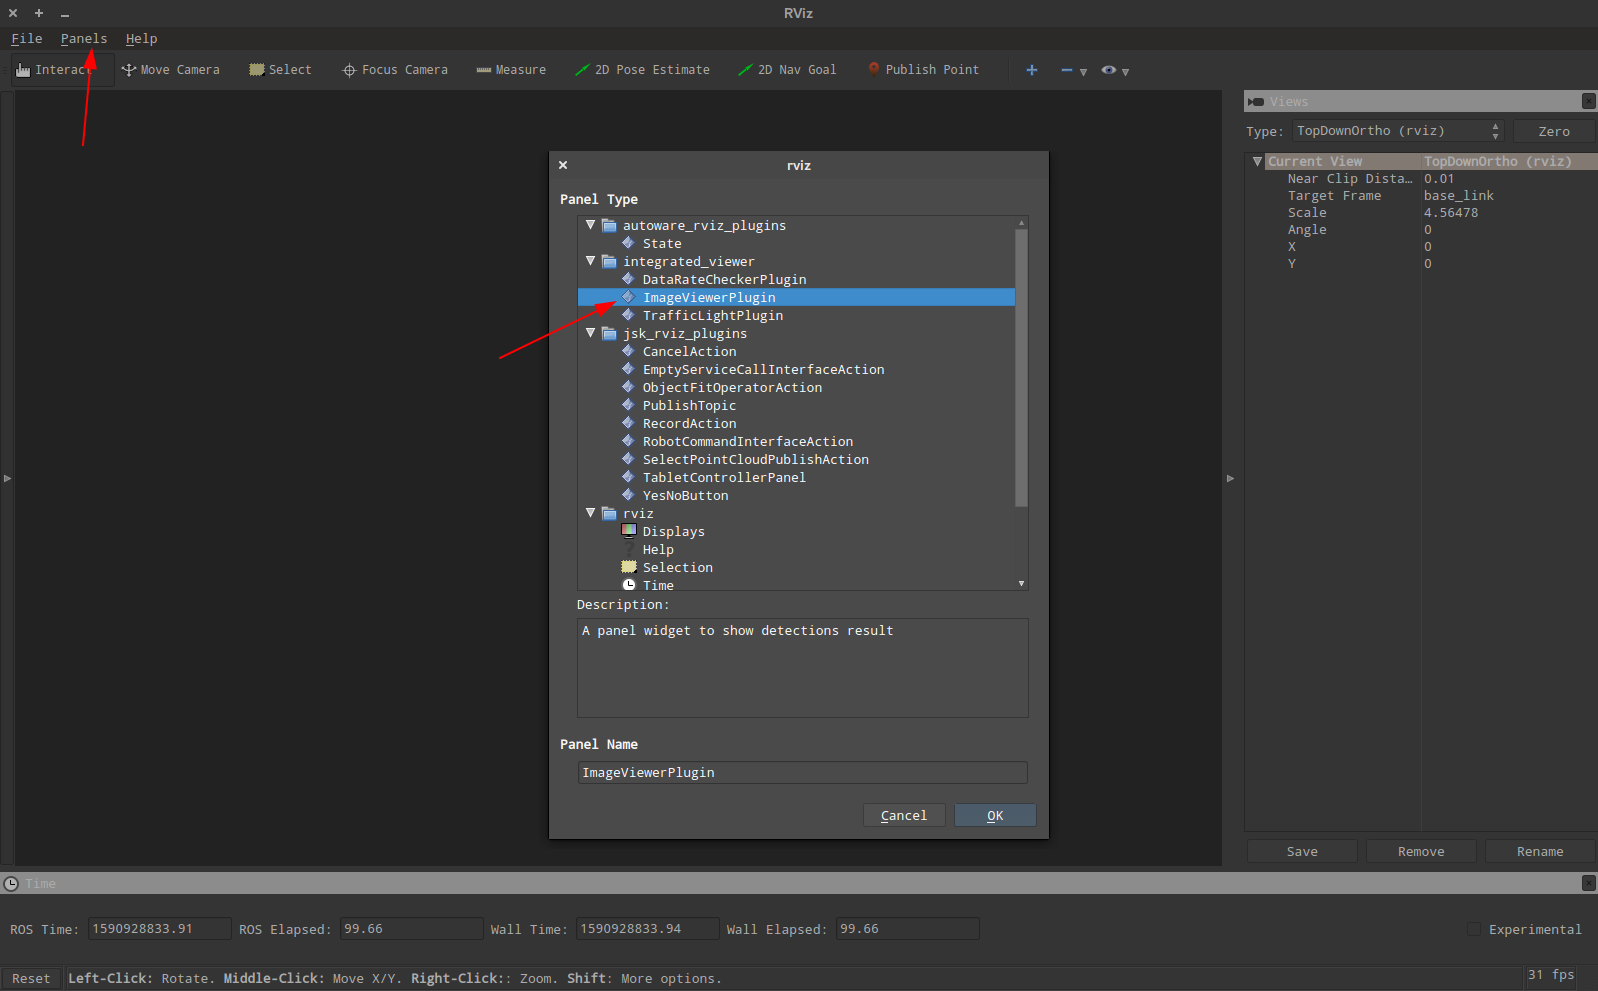 RViz
File Panels Help
Interact Move Camera Select Focus Camera Measure 2D Pose Estimate 2D Nav Goal Publish Point
Views
Type: TopDownOrtho (rviz) Zero
Current View TopDownOrtho (rviz)
Near Clip Dista... 0.01
Target Frame base_link
Scale 4.56478
Angle 0
X 0
Y 0
Save Remove Rename
rviz
Panel Type
autoware_rviz_plugins
State
integrated_viewer
DataRateCheckerPlugin
ImageViewerPlugin
TrafficLightPlugin
jsk_rviz_plugins
CancelAction
EmptyServiceCallInterfaceAction
ObjectFitOperatorAction
PublishTopic
RecordAction
RobotCommandInterfaceAction
SelectPointCloudPublishAction
TabletControllerPanel
YesNoButton
rviz
Displays
Help
Selection
Time
Description:
A panel widget to show detections result
Panel Name
ImageViewerPlugin
Cancel OK
Time
ROS Time: 1590928833.91 ROS Elapsed: 99.66 Wall Time: 1590928833.94 Wall Elapsed: 99.66 Experimental
Reset Left-Click: Rotate. Middle-Click: Move X/Y. Right-Click:: Zoom. Shift: More options. 31 fps